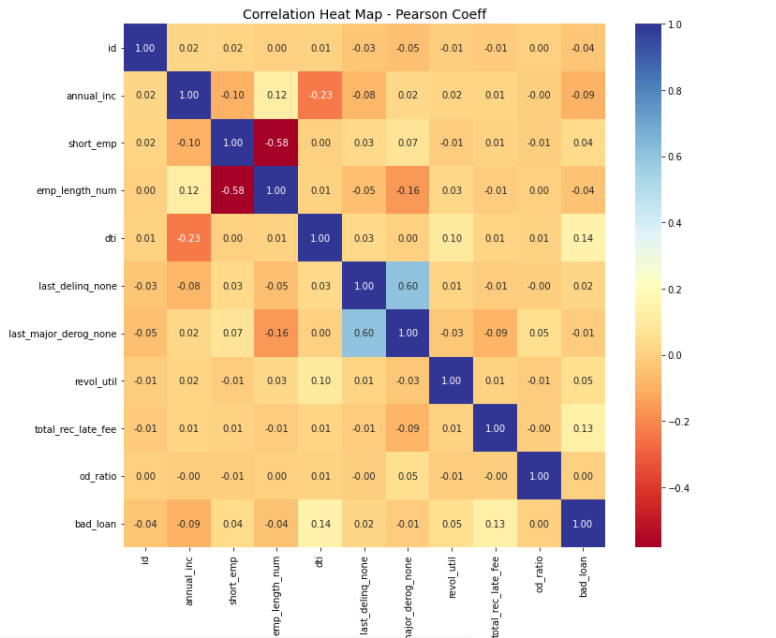 Correlation Heat Map - Pearson Coeff
id 1.00 0.02 0.02 0.00 0.01 -0.03 -0.05 -0.01 -0.01 0.00 -0.04
annual_inc 0.02 1.00 -0.10 0.12 -0.23 -0.08 0.02 0.02 0.01 -0.00 -0.09
short_emp 0.02 -0.10 1.00 -0.58 0.00 0.03 0.07 -0.01 0.01 -0.01 0.04
emp_length_num 0.00 0.12 -0.58 1.00 0.01 -0.05 -0.16 0.03 -0.01 0.00 -0.04
dti 0.01 -0.23 0.00 0.01 1.00 0.03 0.00 0.10 0.01 0.01 0.14
last_delinq_none -0.03 -0.08 0.03 -0.05 0.03 1.00 0.60 0.01 -0.01 -0.00 0.02
last_major_derog_none -0.05 0.02 0.07 -0.16 0.00 0.60 1.00 -0.03 -0.09 0.05 -0.01
revol_util -0.01 0.02 -0.01 0.03 0.10 0.01 -0.03 1.00 0.01 -0.01 0.05
total_rec_late_fee -0.01 0.01 0.01 -0.01 0.01 -0.01 -0.09 0.01 1.00 -0.00 0.13
od_ratio 0.00 -0.00 -0.01 0.00 0.01 -0.00 0.05 -0.01 -0.00 1.00 0.00
bad_loan -0.04 -0.09 0.04 -0.04 0.14 0.02 -0.01 0.05 0.13 0.00 1.00
id
annual_inc
short_emp
emp_length_num
dti
last_delinq_none
ajor_derog_none
revol_util
total_rec_late_fee
od_ratio
bad_loan
1.0
0.8
0.6
0.4
0.2
0.0
−0.2
−0.4